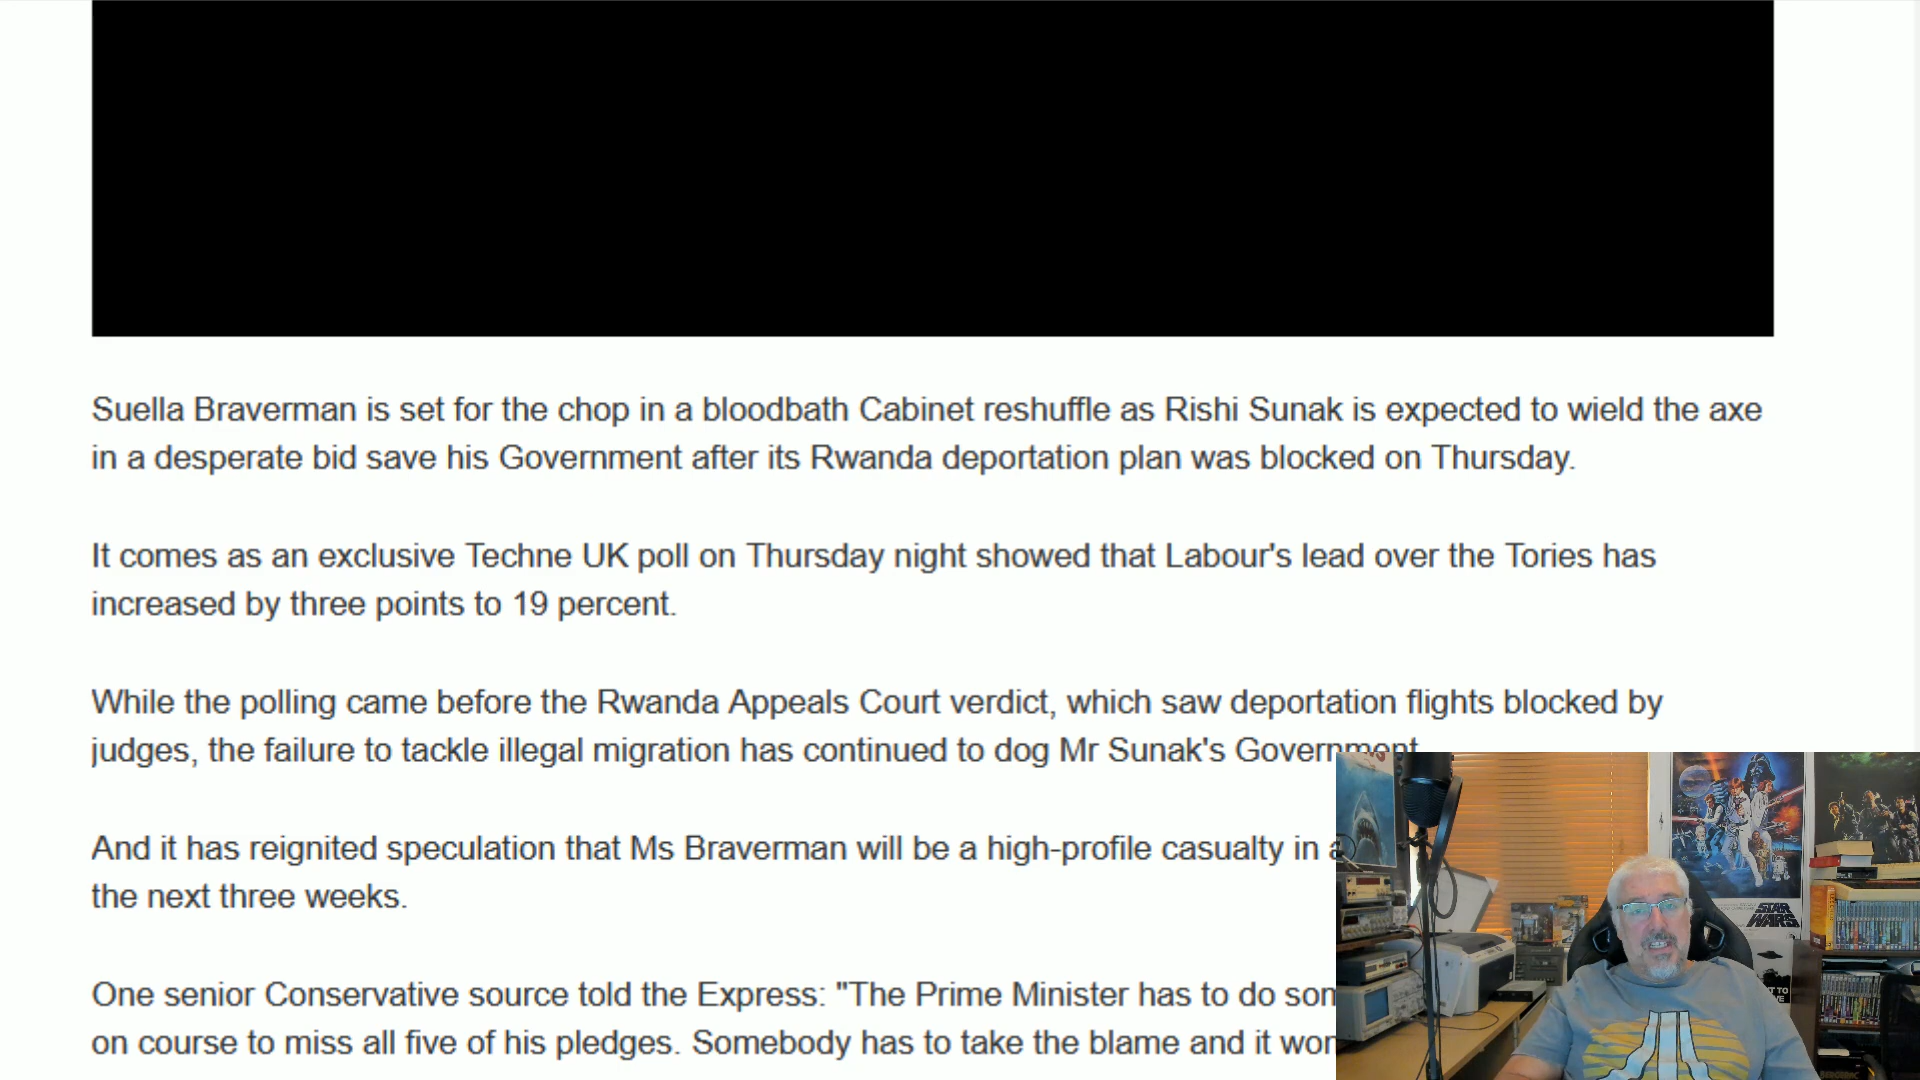 Suella Braverman is set for the chop in a bloodbath Cabinet reshuffle as Rishi Sunak is expected to wield the axe
in a desperate bid save his Government after its Rwanda deportation plan was blocked on Thursday.
It comes as an exclusive Techne UK poll on Thursday night showed that Labour's lead over the Tories has
increased by three points to 19 percent.
While the polling came before the Rwanda Appeals Court verdict, which saw deportation flights blocked by
judges, the failure to tackle illegal migration has continued to dog Mr Sunak's Government
And it has reignited speculation that Ms Braverman will be a high-profile casualty in
the next three weeks.
One senior Conservative source told the Express: "The Prime Minister has to do
on course to miss all five of his pledges. Somebody has to take the blame and it
STAR
WARS